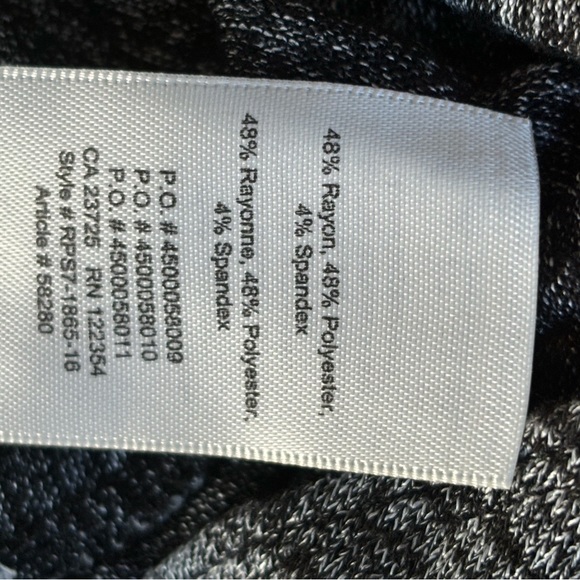 48% Rayon, 48% Polyester,
4% Spandex
48% Rayonne, 48% Polyester,
4% Spandex
P.O. # 4500058009
P.O. # 4500058010
P.O. # 4500058011
CA 23725 RN 122354
Style # RPS7-1865-16
Article # 58280